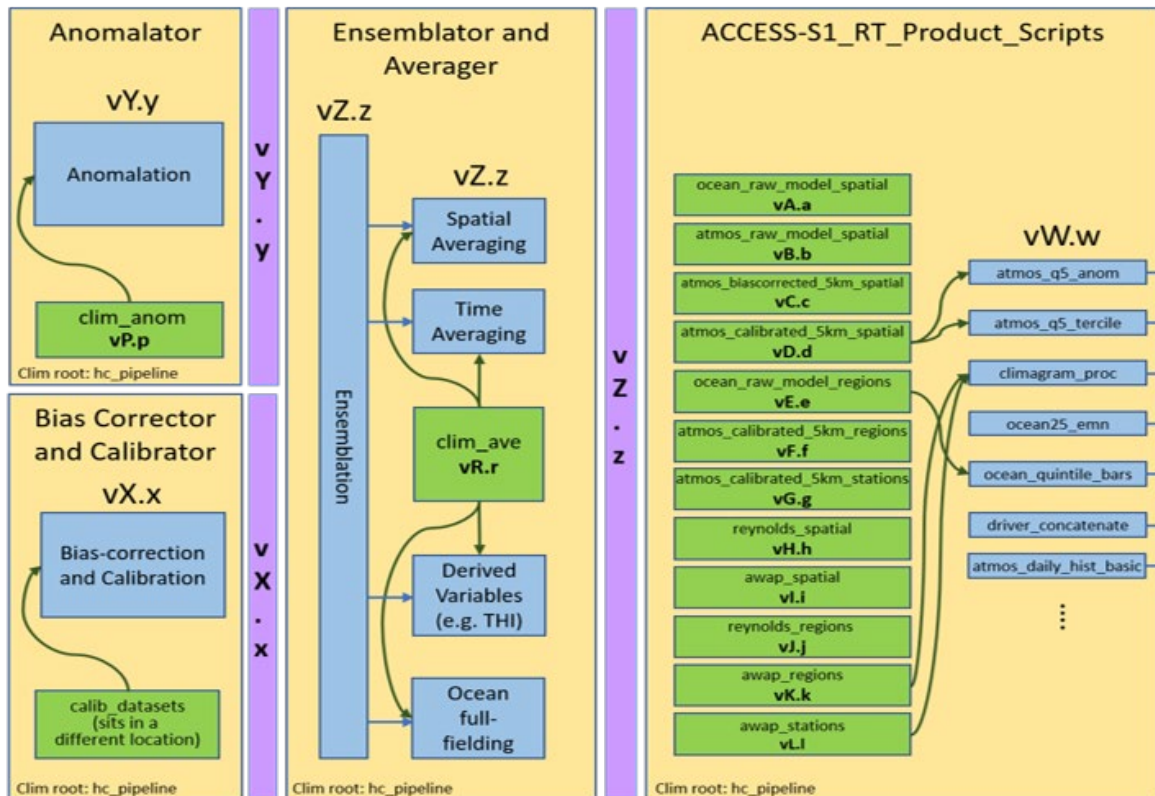 Anomalator
vY.y
Anomalation
clim_anom
vP.p
Clim root: hc_pipeline
Bias Corrector
and Calibrator
vX.x
Bias-correction
and Calibration
calib_datasets
(sits in a
different location)
Clim root: hc_pipeline
v
Y
.
y
v
X
.
x
Ensemblator and
Averager
vZ.z
Ensemblation
vZ.z
Spatial
Averaging
Time
Averaging
clim_ave
vR.r
Derived
Variables
(e.g. THI)
Ocean
full-
fielding
Clim root: hc_pipeline
v
Z
.
z
ACCESS-S1_RT_Product_Scripts
ocean_raw_model_spatial
vA.a
atmos_raw_model_spatial
vB.b
atmos_biascorrected_5km_spatial
vC.c
atmos_calibrated_5km_spatial
vD.d
ocean_raw_model_regions
vE.e
atmos_calibrated_5km_regions
vF.f
atmos_calibrated_5km_stations
vG.g
reynolds_spatial
vH.h
awap_spatial
vI.i
reynolds_regions
vJ.j
awap_regions
vK.k
awap_stations
vL.l
vW.w
atmos_q5_anom
atmos_q5_tercile
climagram_proc
ocean25_emn
ocean_quintile_bars
driver_concatenate
atmos_daily_hist_basic
Clim root: hc_pipeline